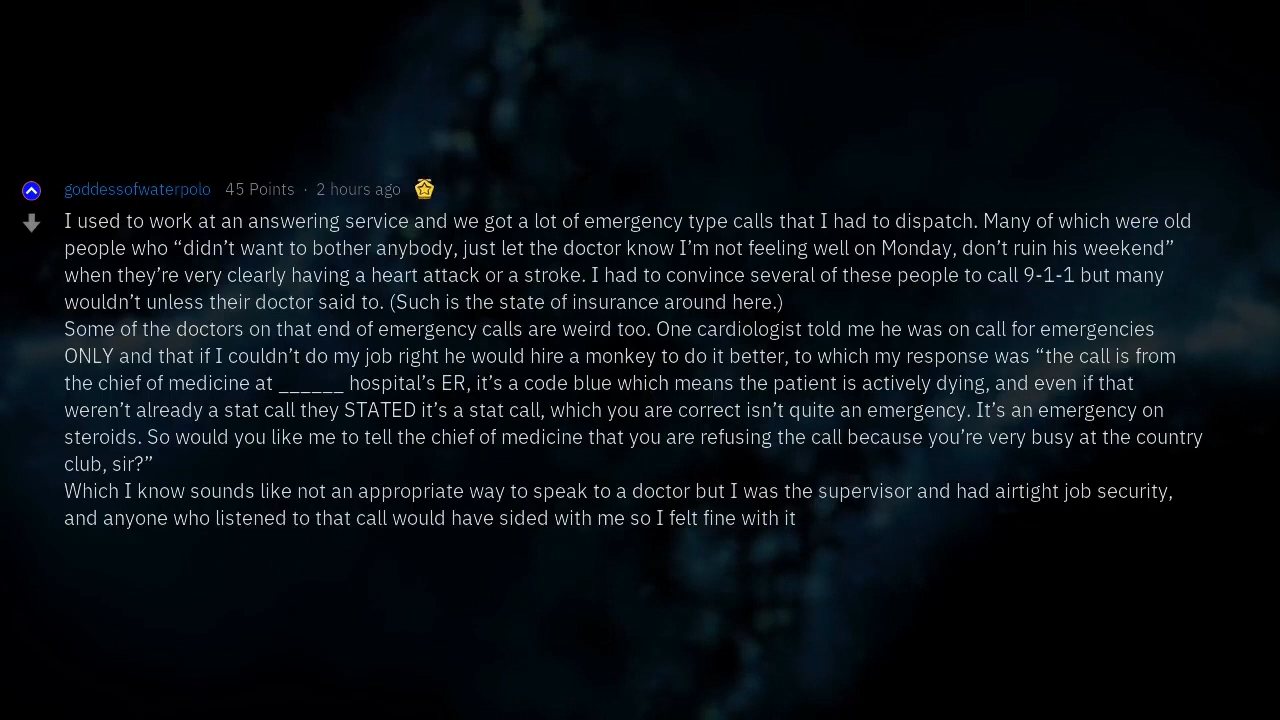 goddessofwaterpolo 45 Points · 2 hours ago
I used to work at an answering service and we got a lot of emergency type calls that I had to dispatch. Many of which were old
people who “didn’t want to bother anybody, just let the doctor know I’m not feeling well on Monday, don’t ruin his weekend”
when they’re very clearly having a heart attack or a stroke. I had to convince several of these people to call 9-1-1 but many
wouldn’t unless their doctor said to. (Such is the state of insurance around here.)
Some of the doctors on that end of emergency calls are weird too. One cardiologist told me he was on call for emergencies
ONLY and that if I couldn’t do my job right he would hire a monkey to do it better, to which my response was “the call is from
the chief of medicine at ______ hospital’s ER, it’s a code blue which means the patient is actively dying, and even if that
weren’t already a stat call they STATED it’s a stat call, which you are correct isn’t quite an emergency. It’s an emergency on
steroids. So would you like me to tell the chief of medicine that you are refusing the call because you’re very busy at the country
club, sir?”
Which I know sounds like not an appropriate way to speak to a doctor but I was the supervisor and had airtight job security,
and anyone who listened to that call would have sided with me so I felt fine with it